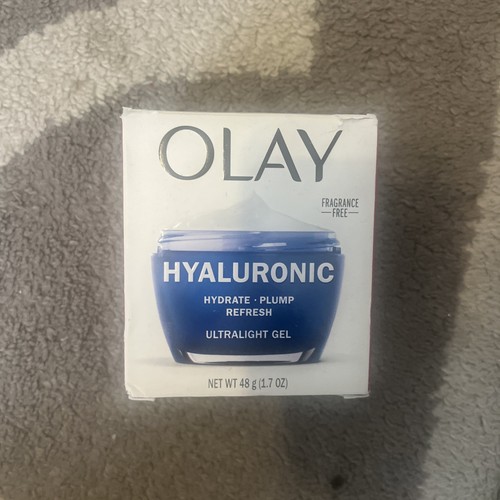 OLAY
FRAGRANCE
FREE
HYALURONIC
HYDRATE · PLUMP
REFRESH
ULTRALIGHT GEL
NET WT 48 g (1.7 OZ)